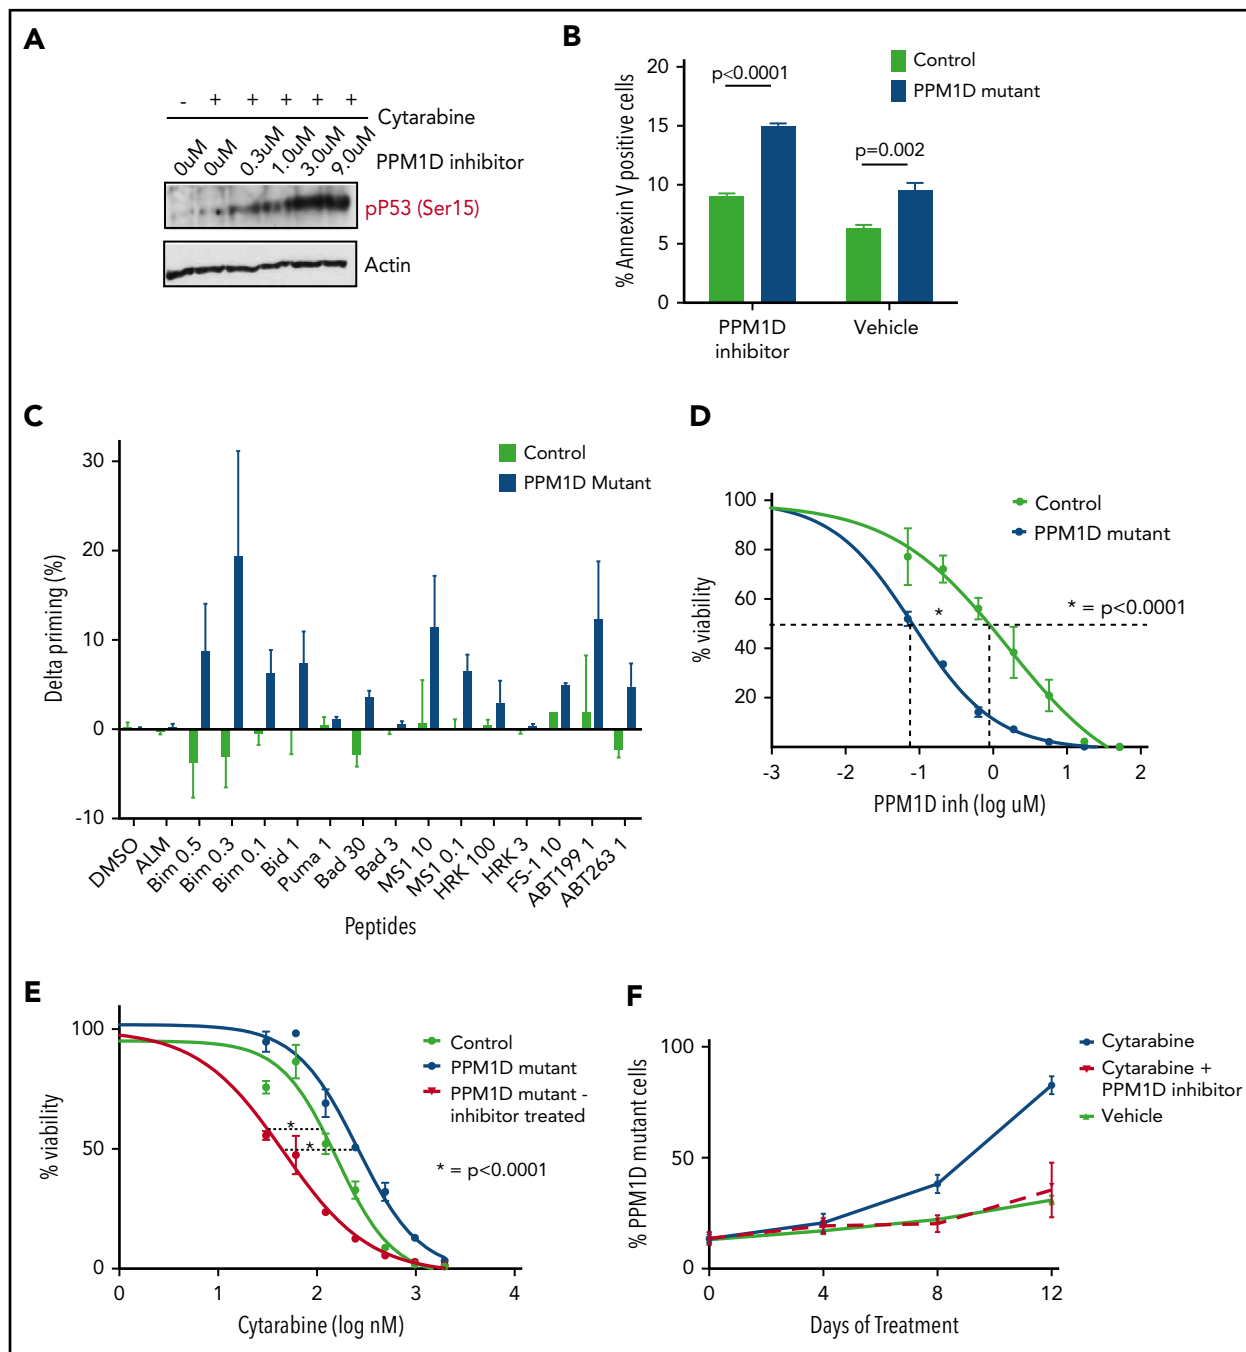 A
- + + + + +
Cytarabine
0uM 0uM 0.3uM 1.0uM 3.0uM 9.0uM
PPM1D inhibitor
pP53 (Ser15)
Actin
B
Control
PPM1D mutant
p<0.0001
p=0.002
% Annexin V positive cells
20
15
10
5
0
PPM1D
inhibitor
Vehicle
C
Control
PPM1D Mutant
Delta priming (%)
30
20
10
0
-10
DMSO
ALM
Bim 0.5
Bim 0.3
Bim 0.1
Bid 1
Puma 1
Bad 30
Bad 3
MS1 10
MS1 0.1
HRK 100
HRK 3
FS-1 10
ABT199 1
ABT263 1
Peptides
D
Control
PPM1D mutant
* = p<0.0001
*
% viability
100
80
60
40
20
-3 -2 -1 0 1 2
PPM1D inh (log uM)
E
Control
PPM1D mutant
PPM1D mutant -
inhibitor treated
*
*
* = p<0.0001
% viability
100
50
0
0 1 2 3 4
Cytarabine (log nM)
F
Cytarabine
Cytarabine +
PPM1D inhibitor
Vehicle
% PPM1D mutant cells
100
50
0
0 4 8 12
Days of Treatment